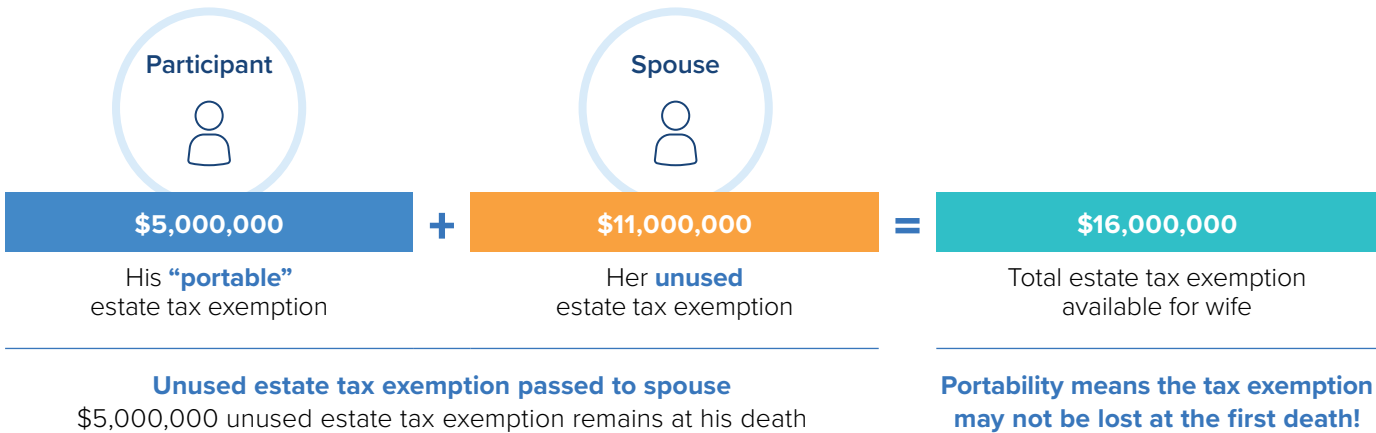 Participant
Spouse
$5,000,000
+
$11,000,000
=
$16,000,000
His “portable”
estate tax exemption
Her unused
estate tax exemption
Total estate tax exemption
available for wife
Unused estate tax exemption passed to spouse
$5,000,000 unused estate tax exemption remains at his death
Portability means the tax exemption
may not be lost at the first death!